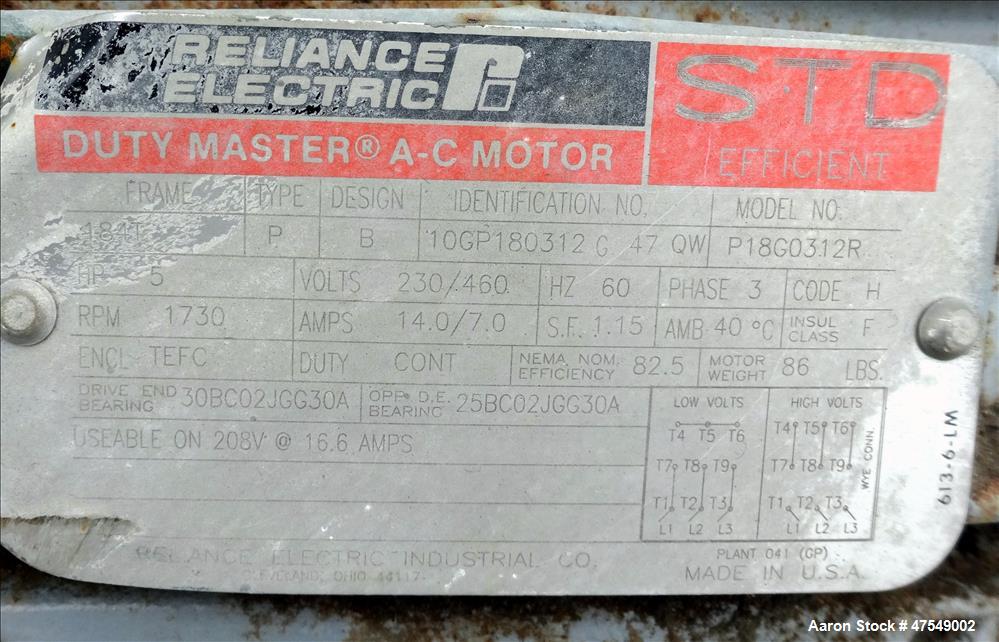 RELIANCE
ELECTRIC
DUTY MASTER® A-C MOTOR
STD
EFFICIENT
FRAME TYPE DESIGN IDENTIFICATION NO. MODEL NO.
184T P B 10GP180312 G 47 QW P18G0312R
HP 5 VOLTS 230/460 HZ 60 PHASE 3 CODE H
RPM 1730 AMPS 14.0/7.0 S.F. 1.15 AMB 40 °C INSUL CLASS F
ENCL TEFC DUTY CONT NEMA NOM. EFFICIENCY 82.5 MOTOR WEIGHT 86 LBS.
DRIVE END BEARING 30BC02JGG30A OPP. D.E. BEARING 25BC02JGG30A
USEABLE ON 208V @ 16.6 AMPS
LOW VOLTS HIGH VOLTS
T4 T5 T6 T4 T5 T6
T7 T8 T9 T7 T8 T9
T1 T2 T3 T1 T2 T3
L1 L2 L3 L1 L2 L3
WYE CONN.
613-6-LM
RELIANCE ELECTRIC INDUSTRIAL CO.
CLEVELAND, OHIO 44117
PLANT 041 (GP)
MADE IN U.S.A.
Aaron Stock # 47549002